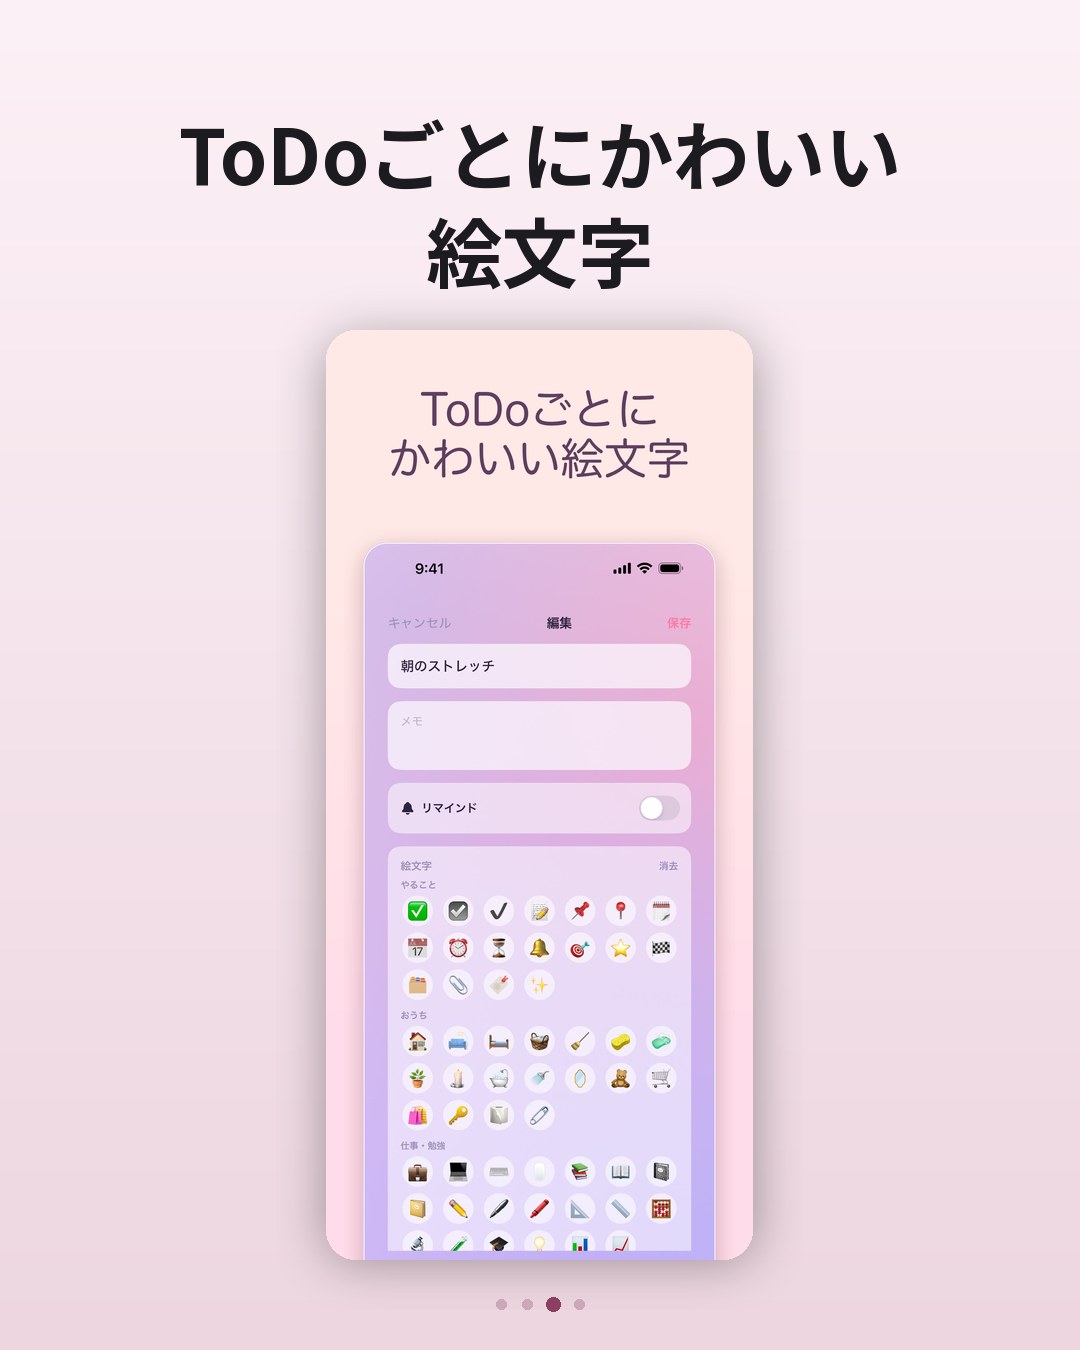 ToDoごとにかわいい
絵文字
ToDoごとに
かわいい絵文字
9:41
キャンセル
編集
保存
朝のストレッチ
メモ
リマインド
絵文字
消去
やること
17
おうち
仕事・勉強